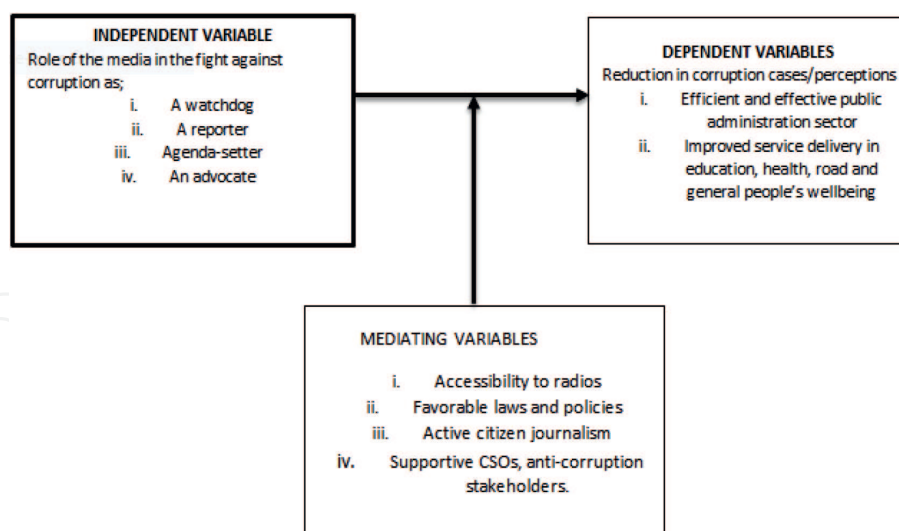 INDEPENDENT VARIABLE
Role of the media in the fight against
corruption as;
i. A watchdog
ii. A reporter
iii. Agenda-setter
iv. An advocate
DEPENDENT VARIABLES
Reduction in corruption cases/perceptions
i. Efficient and effective public
administration sector
ii. Improved service delivery in
education, health, road and
general people's wellbeing
MEDIATING VARIABLES
i. Accessibility to radios
ii. Favorable laws and policies
iii. Active citizen journalism
iv. Supportive CSOs, anti-corruption
stakeholders.